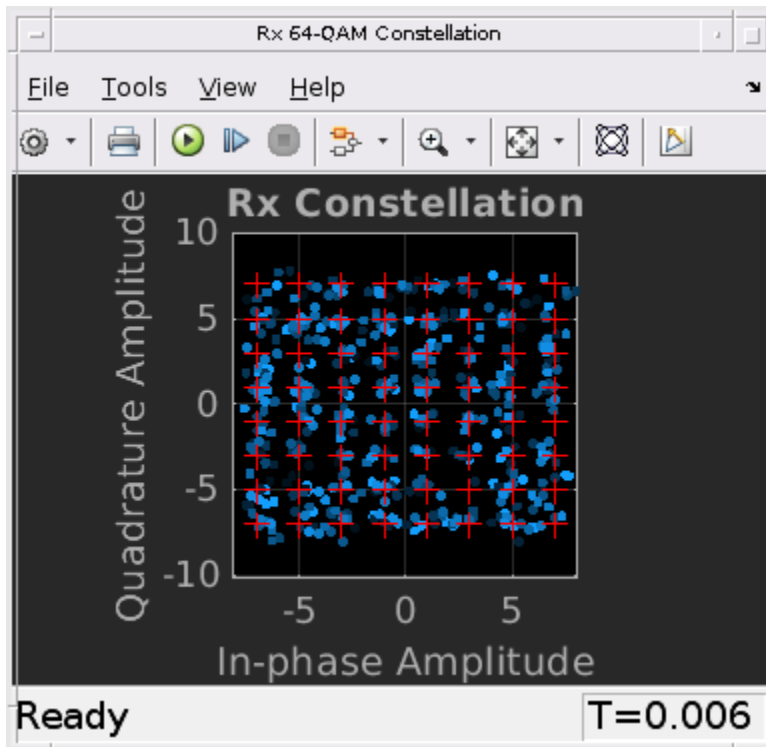 Rx 64-QAM Constellation
File Tools View Help
Rx Constellation
Quadrature Amplitude
10
5
0
-5
-10
-5 0 5
In-phase Amplitude
Ready T=0.006